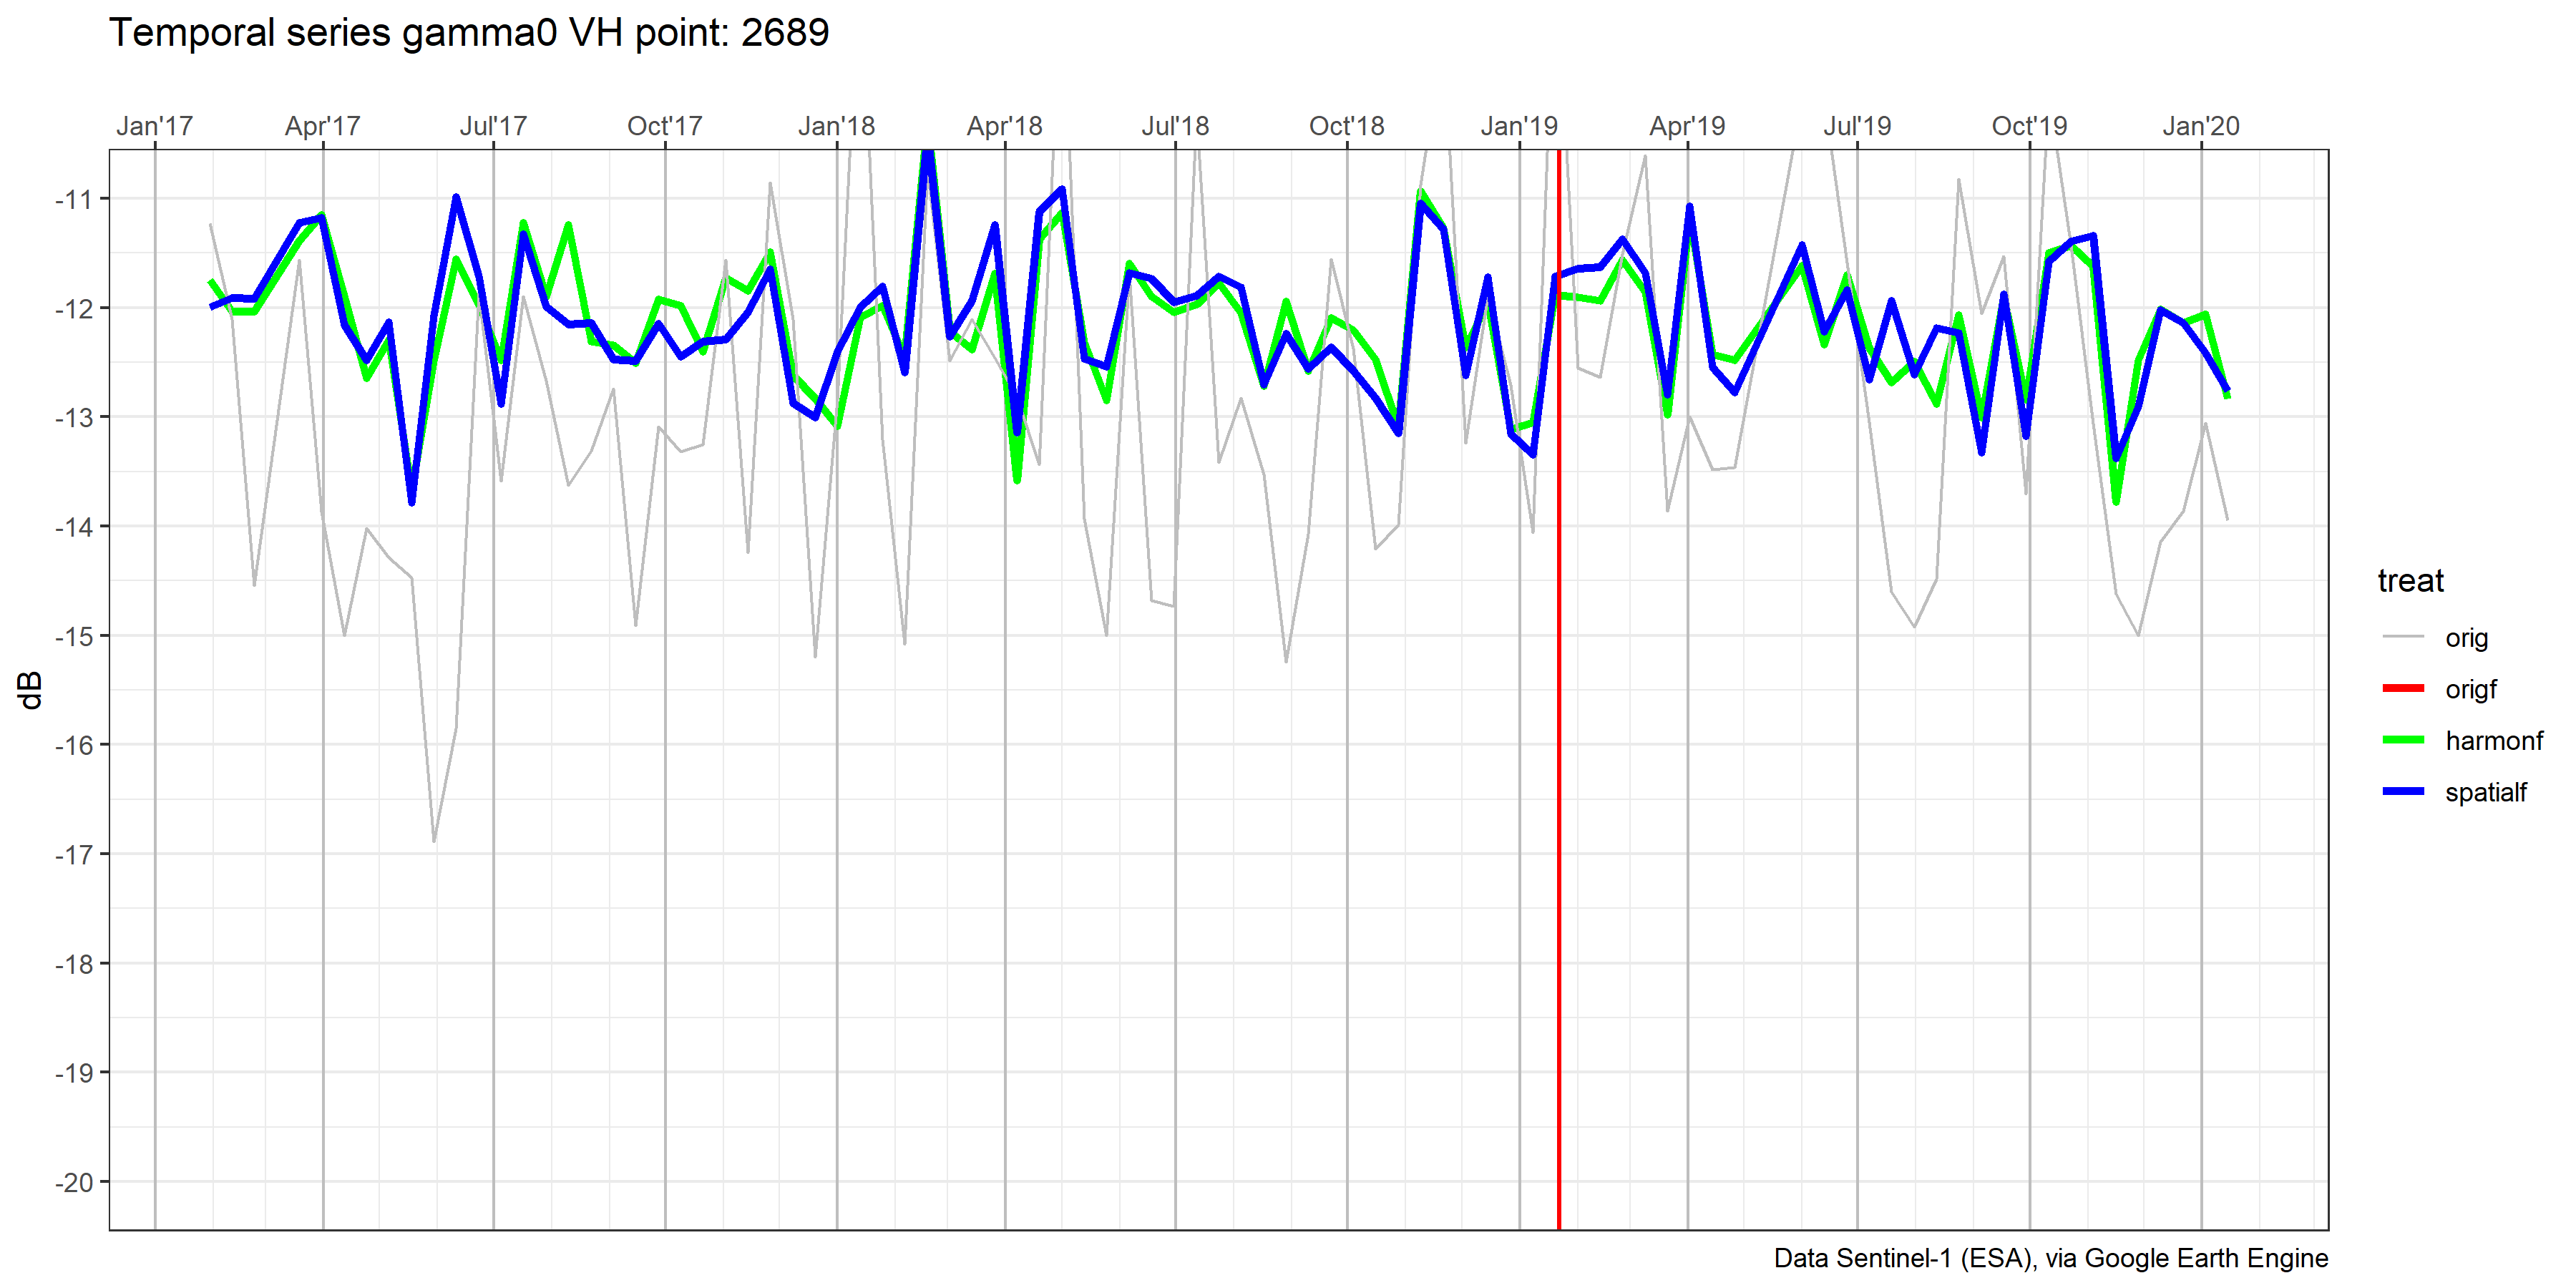 Temporal series gamma0 VH point: 2689
Jan'17 Apr'17 Jul'17 Oct'17 Jan'18 Apr'18 Jul'18 Oct'18 Jan'19 Apr'19 Jul'19 Oct'19 Jan'20
-11
-12
-13
-14
-15
-16
-17
-18
-19
-20
dB
treat
orig
origf
harmonf
spatialf
Data Sentinel-1 (ESA), via Google Earth Engine